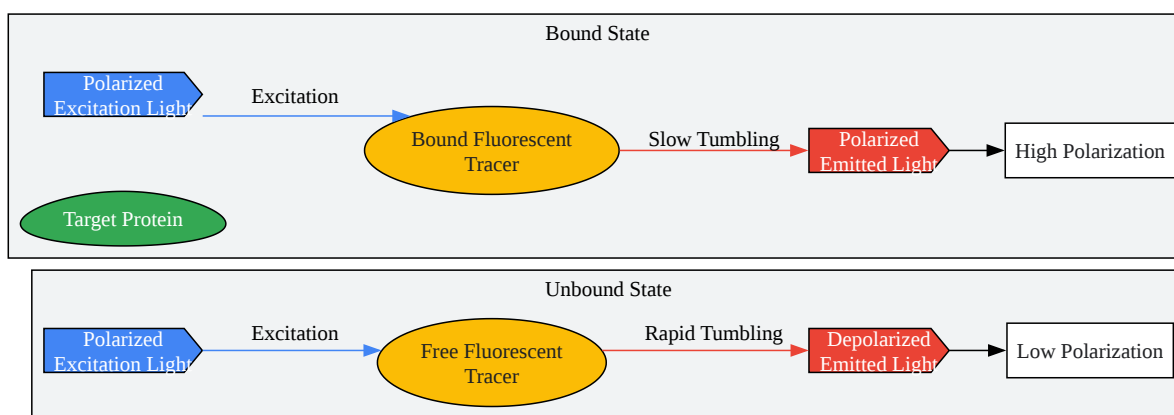 Bound State
Polarized
Excitation Light
Excitation
Bound Fluorescent
Tracer
Slow Tumbling
Polarized
Emitted Light
High Polarization
Target Protein
Unbound State
Polarized
Excitation Light
Excitation
Free Fluorescent
Tracer
Rapid Tumbling
Depolarized
Emitted Light
Low Polarization